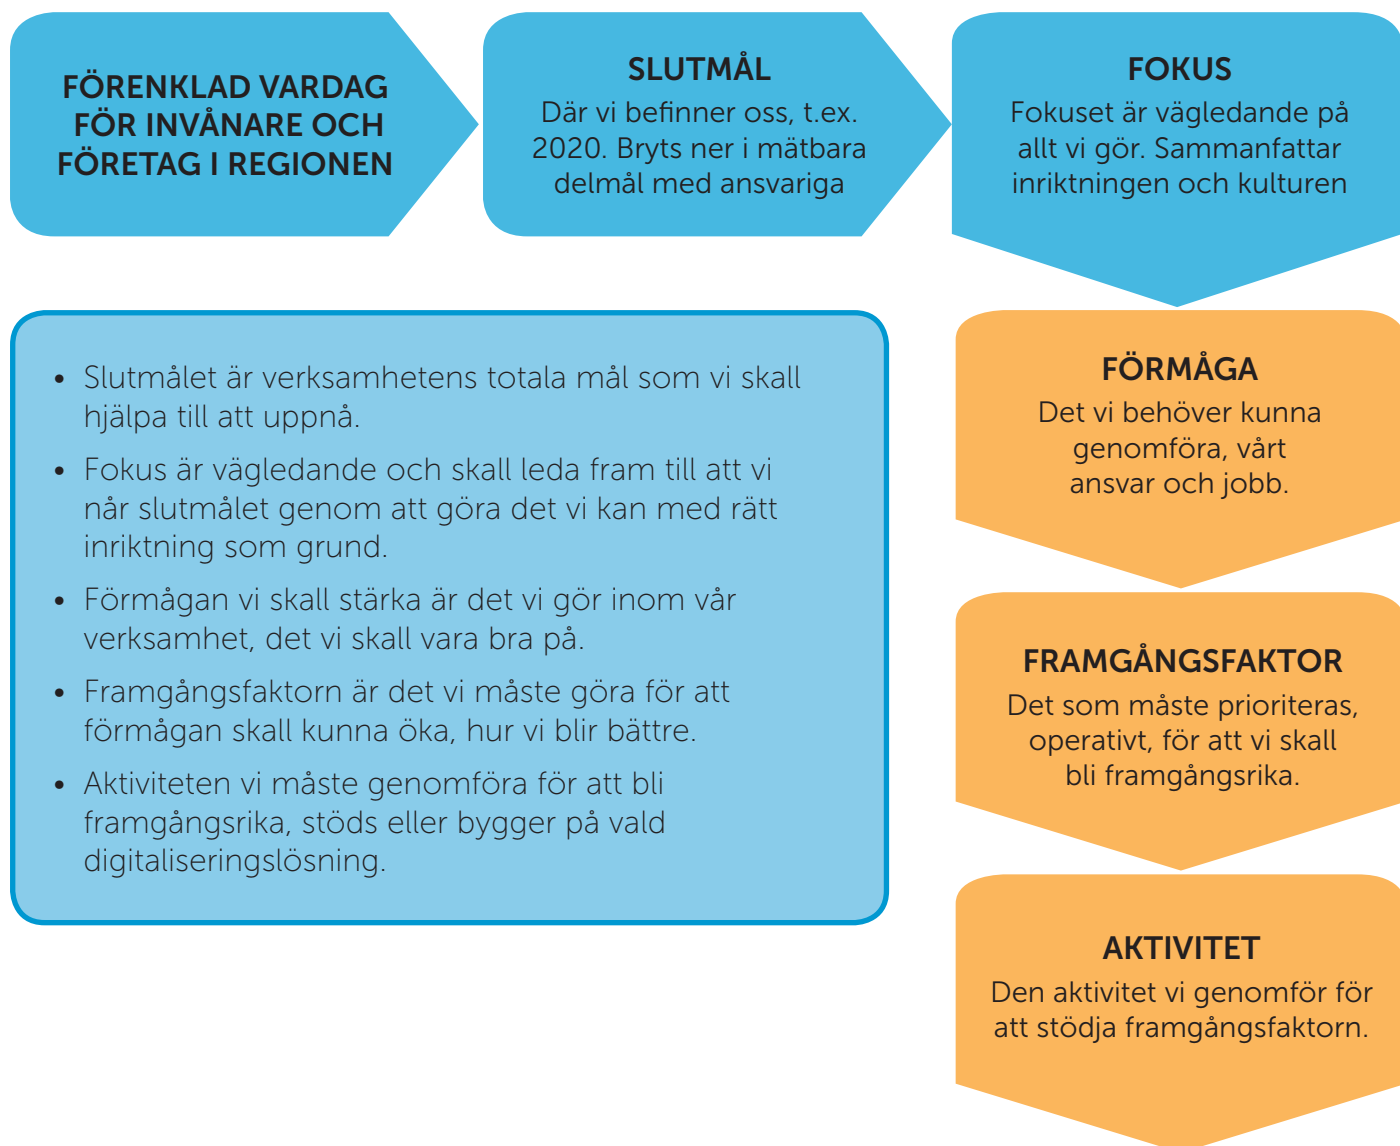 FÖRENKLAD VARDAG
FÖR INVÅNARE OCH
FÖRETAG I REGIONEN
SLUTMÅL
Där vi befinner oss, t.ex.
2020. Bryts ner i mätbara
delmål med ansvariga
FOKUS
Fokuset är vägledande på
allt vi gör. Sammanfattar
inriktningen och kulturen
• Slutmålet är verksamhetens totala mål som vi skall
hjälpa till att uppnå.
• Fokus är vägledande och skall leda fram till att vi
når slutmålet genom att göra det vi kan med rätt
inriktning som grund.
• Förmågan vi skall stärka är det vi gör inom vår
verksamhet, det vi skall vara bra på.
• Framgångsfaktorn är det vi måste göra för att
förmågan skall kunna öka, hur vi blir bättre.
• Aktiviteten vi måste genomföra för att bli
framgångsrika, stöds eller bygger på vald
digitaliseringslösning.
FÖRMÅGA
Det vi behöver kunna
genomföra, vårt
ansvar och jobb.
FRAMGÅNGSFAKTOR
Det som måste prioriteras,
operativt, för att vi skall
bli framgångsrika.
AKTIVITET
Den aktivitet vi genomför för
att stödja framgångsfaktorn.